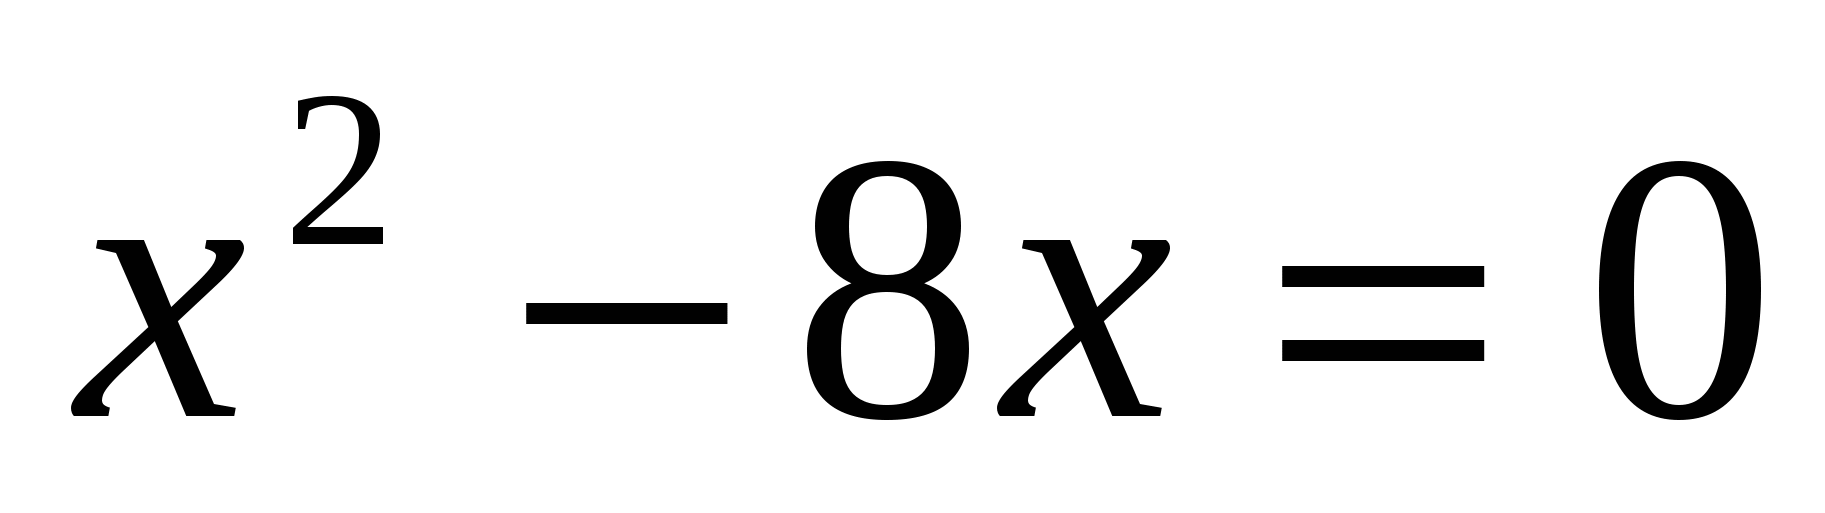 x² − 8x = 0